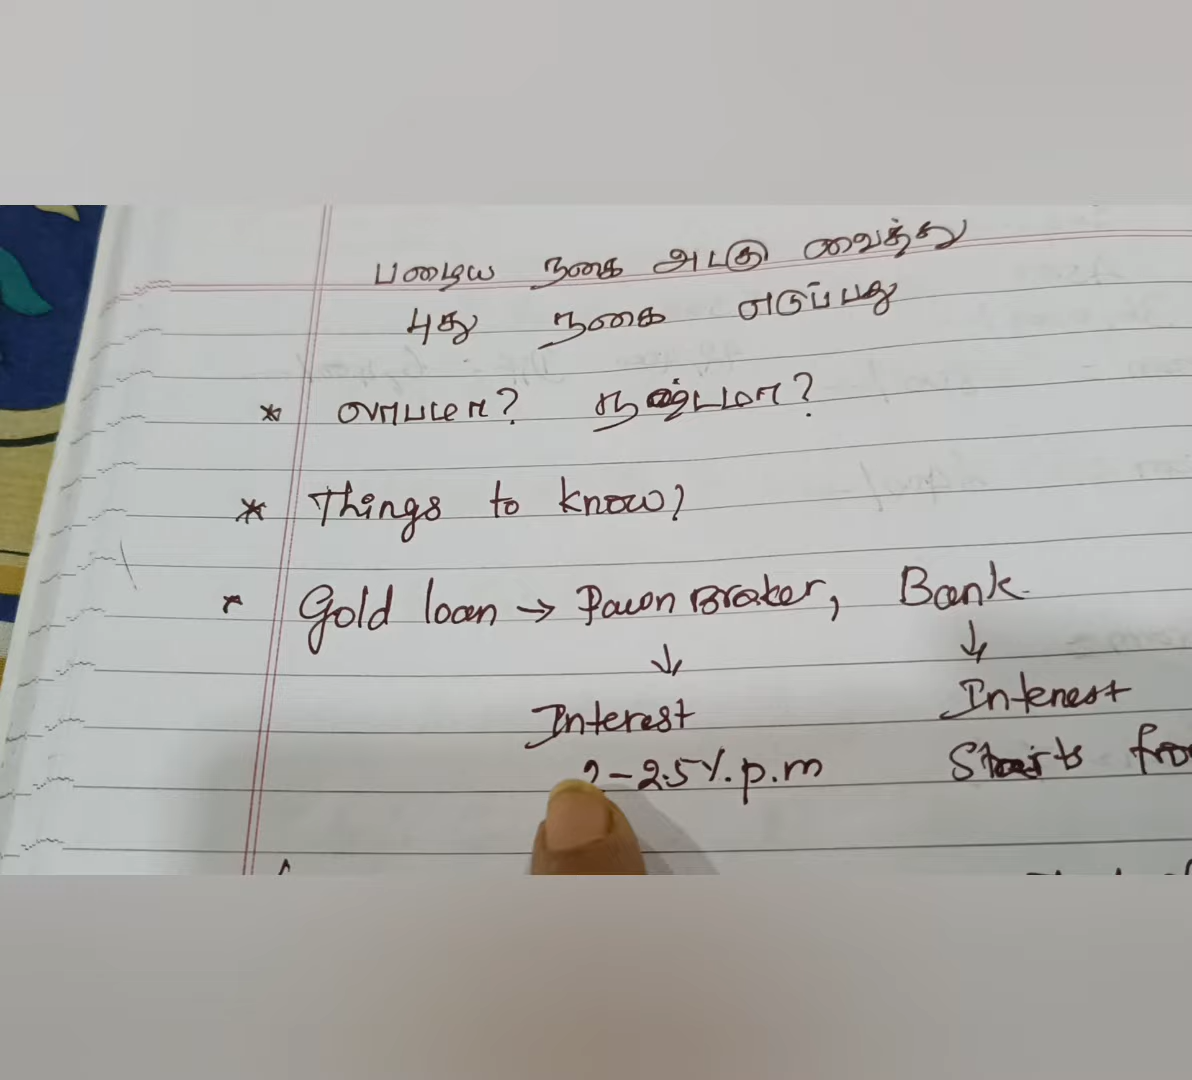 பழைய நகை அடகு வைத்து
புது நகை எடுப்பது
* லாபமா? நஷ்டமா?
* Things to know?
* Gold loan → Pawn Broker, Bank.
↓ ↓
Interest Interest
2-2.5%.p.m Starts